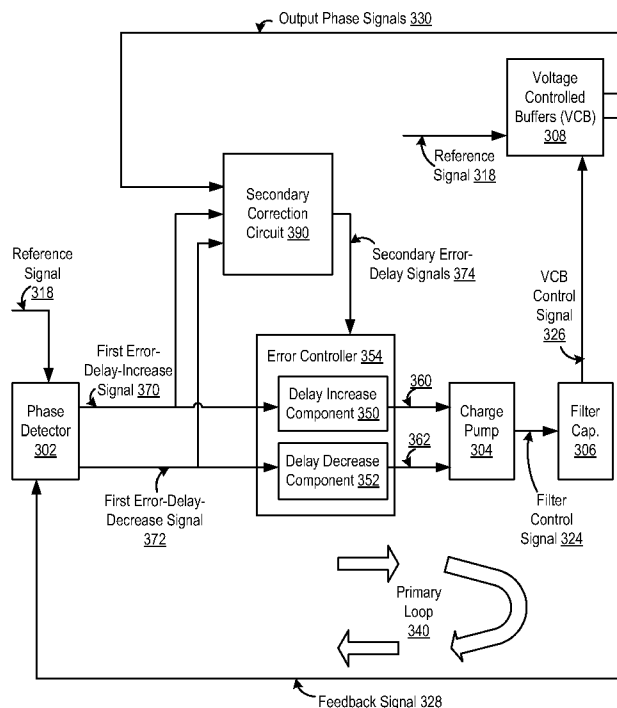 Output Phase Signals 330
Voltage
Controlled
Buffers (VCB)
308
Reference
Signal 318
Secondary
Correction
Circuit 390
Secondary Error-
Delay Signals 374
VCB
Control
Signal
326
Reference
Signal
318
First Error-
Delay-Increase
Signal 370
Error Controller 354
Phase
Detector
302
Delay Increase
Component 350
360
Charge
Pump
304
Filter
Cap.
306
Delay Decrease
Component 352
362
First Error-Delay-
Decrease Signal
372
Filter
Control
Signal 324
Primary
Loop
340
Feedback Signal 328